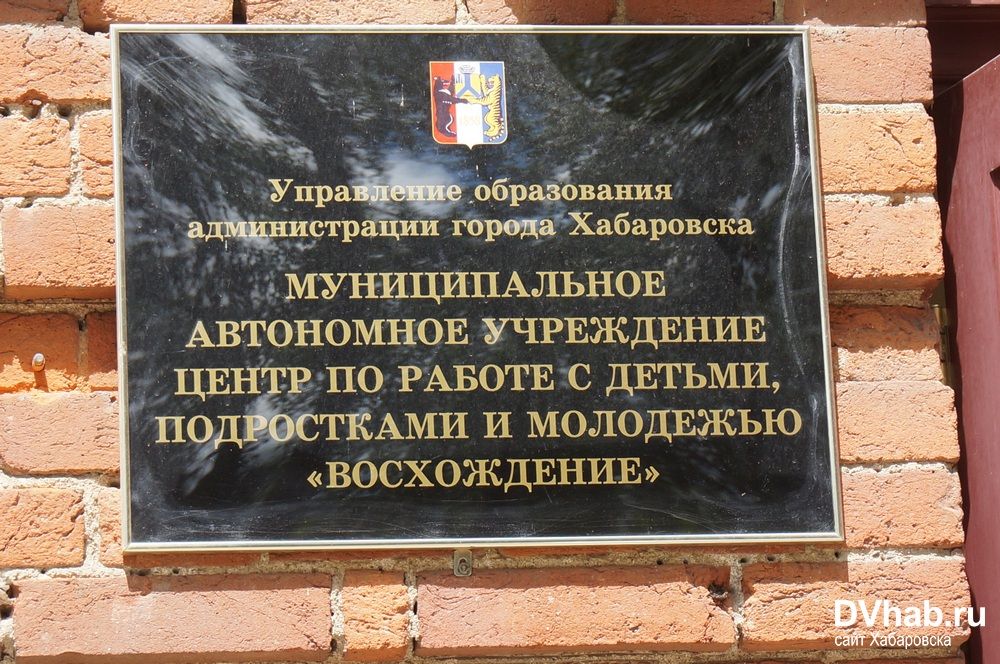 Управление образования
администрации города Хабаровска
МУНИЦИПАЛЬНОЕ
АВТОНОМНОЕ УЧРЕЖДЕНИЕ
ЦЕНТР ПО РАБОТЕ С ДЕТЬМИ,
ПОДРОСТКАМИ И МОЛОДЕЖЬЮ
«ВОСХОЖДЕНИЕ»
DVhab.ru
сайт Хабаровска